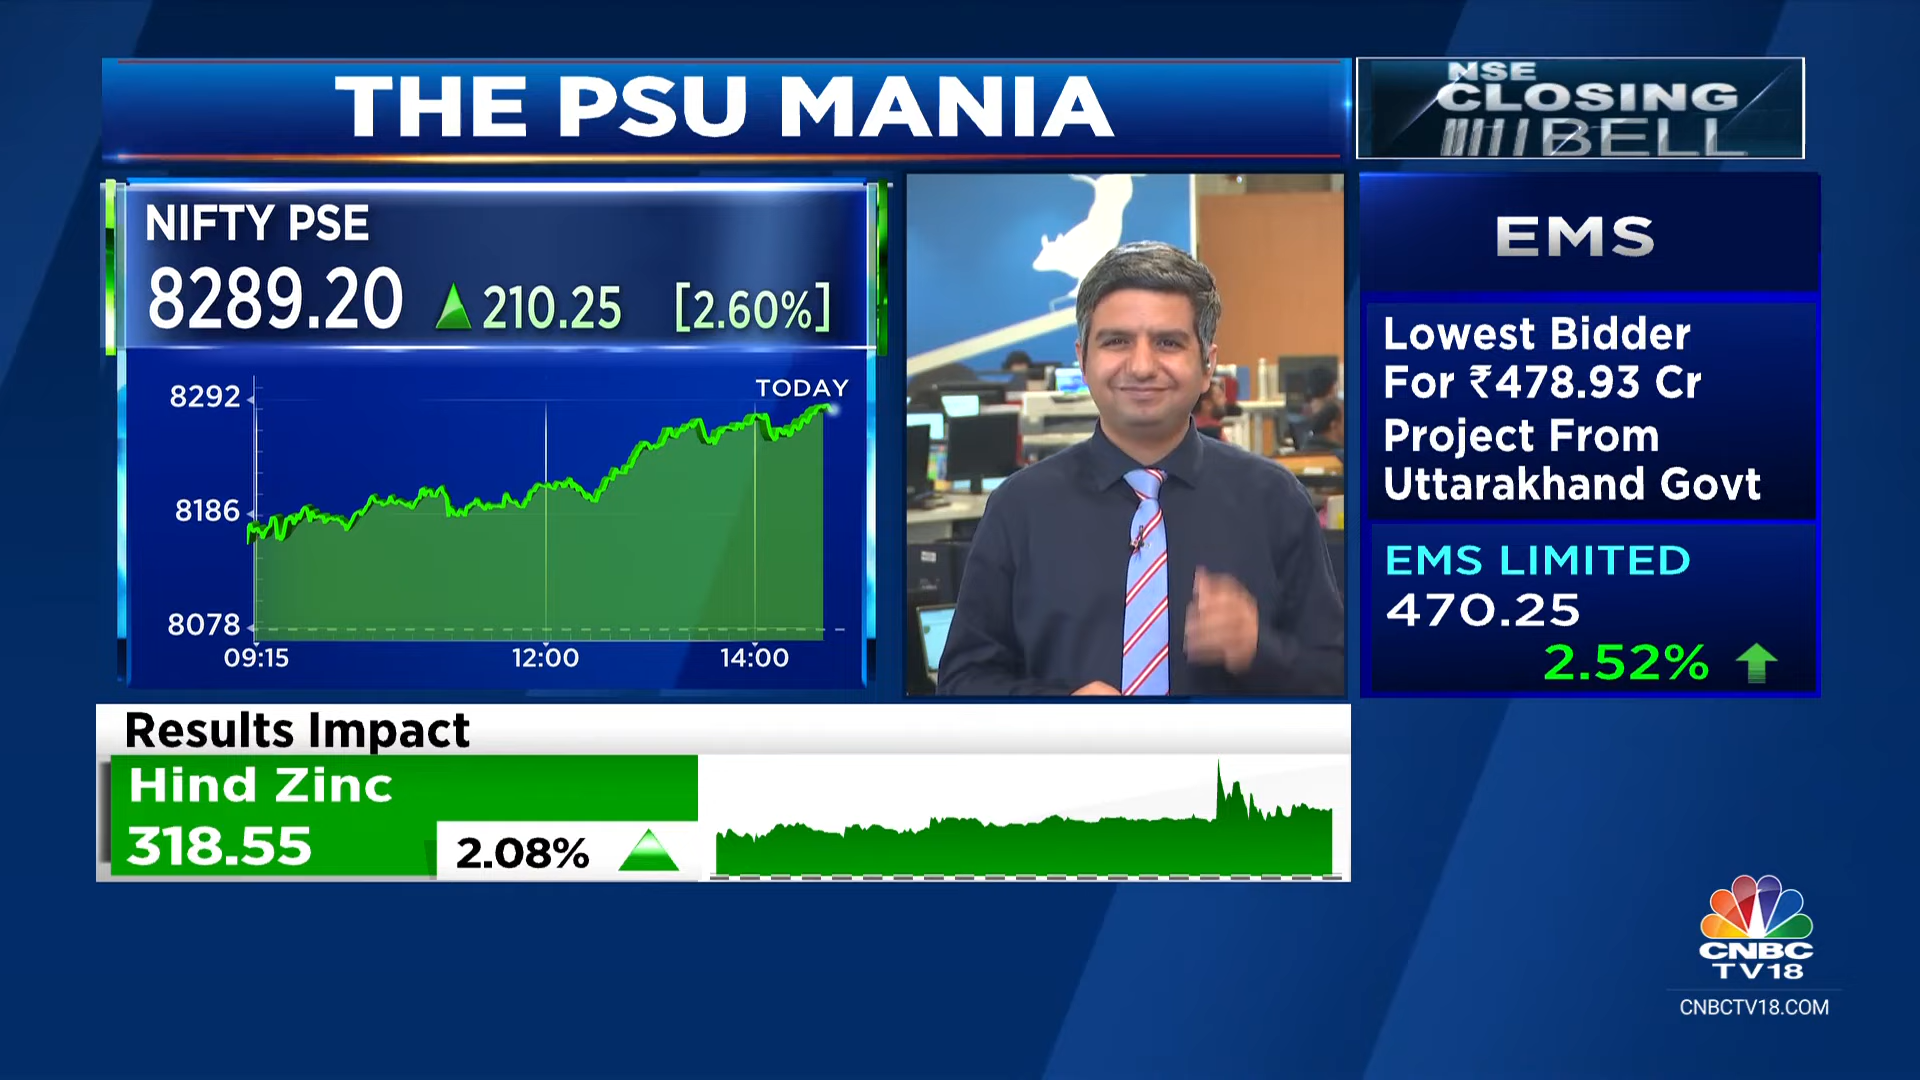 THE PSU MANIA
NSE
CLOSING
BELL
NIFTY PSE
8289.20 ▲ 210.25 [2.60%]
TODAY
8292
8186
8078
09:15 12:00 14:00
EMS
Lowest Bidder
For ₹478.93 Cr
Project From
Uttarakhand Govt
EMS LIMITED
470.25
2.52%
Results Impact
Hind Zinc
318.55
2.08%
CNBC
TV18
CNBCTV18.COM